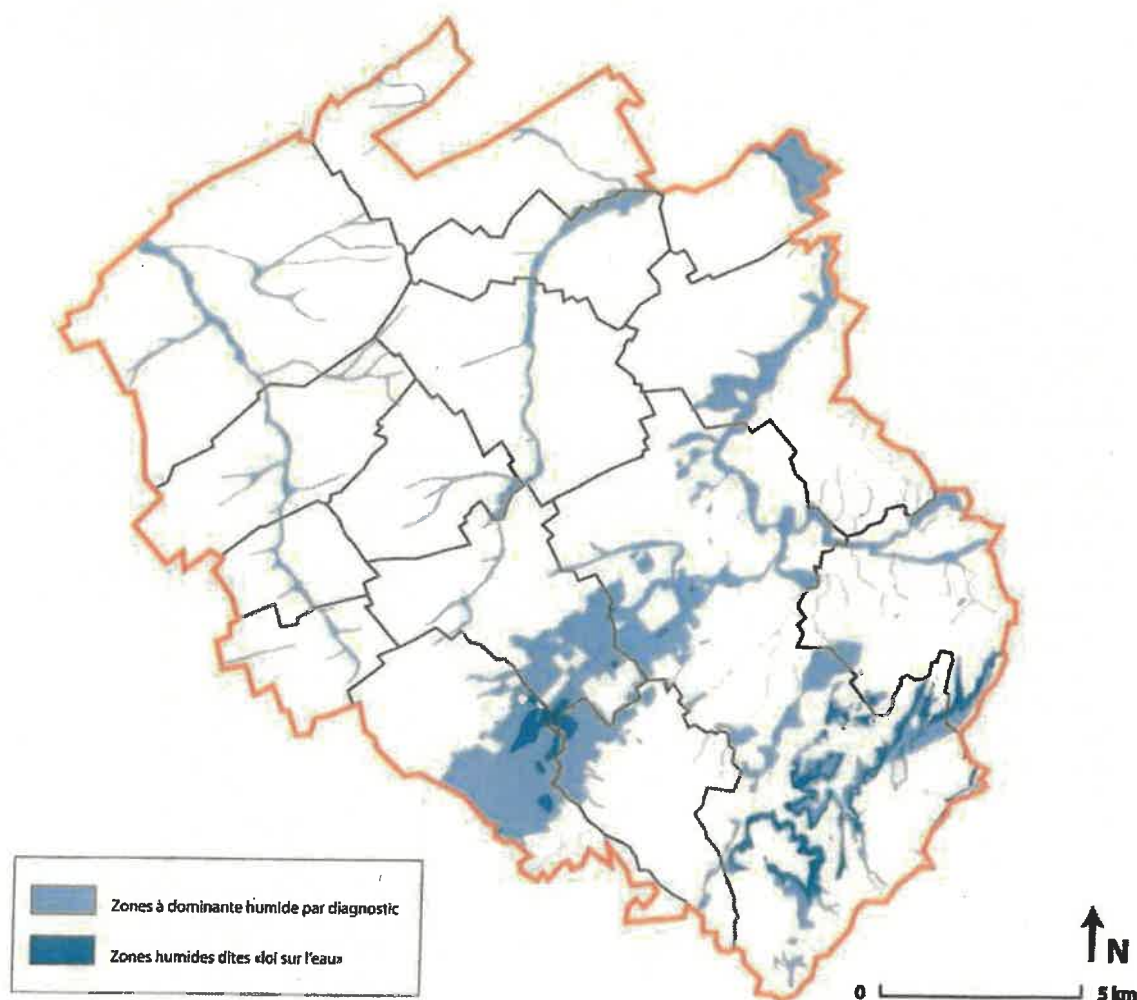 Zones à dominante humide par diagnostic
Zones humides dites «loi sur l'eau»
N
0 5 km